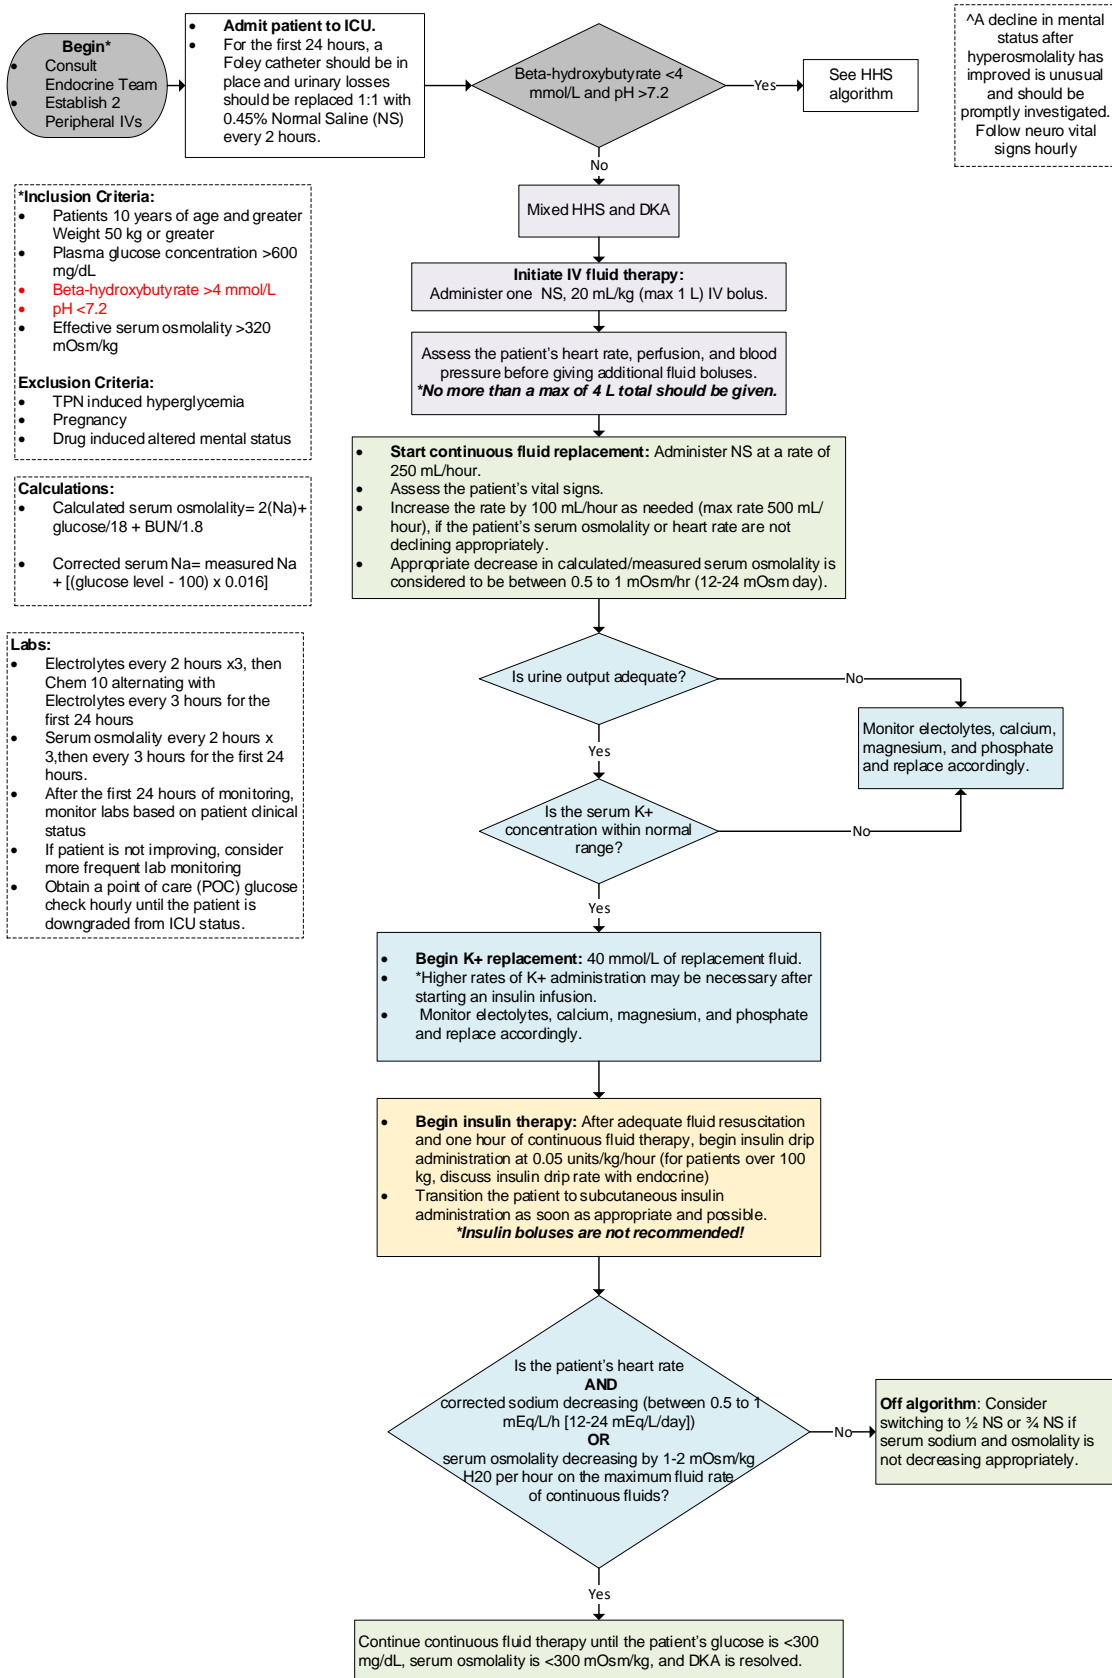 Begin*
• Consult
Endocrine Team
• Establish 2
Peripheral IVs
• Admit patient to ICU.
• For the first 24 hours, a
Foley catheter should be in
place and urinary losses
should be replaced 1:1 with
0.45% Normal Saline (NS)
every 2 hours.
Beta-hydroxybutyrate <4
mmol/L and pH >7.2
Yes
See HHS
algorithm
^A decline in mental
status after
hyperosmolality has
improved is unusual
and should be
promptly investigated.
Follow neuro vital
signs hourly
No
Mixed HHS and DKA
Initiate IV fluid therapy:
Administer one  NS, 20 mL/kg (max 1 L) IV bolus.
Assess the patient's heart rate, perfusion, and blood
pressure before giving additional fluid boluses.
*No more than a max of 4 L total should be given.
*Inclusion Criteria:
• Patients 10 years of age and greater
Weight 50 kg or greater
• Plasma glucose concentration >600
mg/dL
• Beta-hydroxybutyrate >4 mmol/L
• pH <7.2
• Effective serum osmolality >320
mOsm/kg
Exclusion Criteria:
• TPN induced hyperglycemia
• Pregnancy
• Drug induced altered mental status
Calculations:
• Calculated serum osmolality= 2(Na)+
glucose/18 + BUN/1.8
• Corrected serum Na= measured Na
+ [(glucose level - 100) x 0.016]
Labs:
• Electrolytes every 2 hours x3, then
Chem 10 alternating with
Electrolytes every 3 hours for the
first 24 hours
• Serum osmolality every 2 hours x
3,then every 3 hours for the first 24
hours.
• After the first 24 hours of monitoring,
monitor labs based on patient clinical
status
• If patient is not improving, consider
more frequent lab monitoring
• Obtain a point of care (POC) glucose
check hourly until the patient is
downgraded from ICU status.
• Start continuous fluid replacement: Administer NS at a rate of
250 mL/hour.
• Assess the patient's vital signs.
• Increase the rate by 100 mL/hour as needed (max rate 500 mL/
hour), if the patient's serum osmolality or heart rate are not
declining appropriately.
• Appropriate decrease in calculated/measured serum osmolality is
considered to be between 0.5 to 1 mOsm/hr (12-24 mOsm day).
Is urine output adequate?
No
Yes
Monitor electolytes, calcium,
magnesium, and phosphate
and replace accordingly.
Is the serum K+
concentration within normal
range?
No
Yes
• Begin K+ replacement: 40 mmol/L of replacement fluid.
• *Higher rates of K+ administration may be necessary after
starting an insulin infusion.
• Monitor electolytes, calcium, magnesium, and phosphate
and replace accordingly.
• Begin insulin therapy: After adequate fluid resuscitation
and one hour of continuous fluid therapy, begin insulin drip
administration at 0.05 units/kg/hour (for patients over 100
kg, discuss insulin drip rate with endocrine)
• Transition the patient to subcutaneous insulin
administration as soon as appropriate and possible.
*Insulin boluses are not recommended!
Is the patient's heart rate
AND
corrected sodium decreasing (between 0.5 to 1
mEq/L/h [12-24 mEq/L/day])
OR
serum osmolality decreasing by 1-2 mOsm/kg
H20 per hour on the maximum fluid rate
of continuous fluids?
No
Off algorithm: Consider
switching to ½ NS or ¾ NS if
serum sodium and osmolality is
not decreasing appropriately.
Yes
Continue continuous fluid therapy until the patient's glucose is <300
mg/dL, serum osmolality is <300 mOsm/kg, and DKA is resolved.